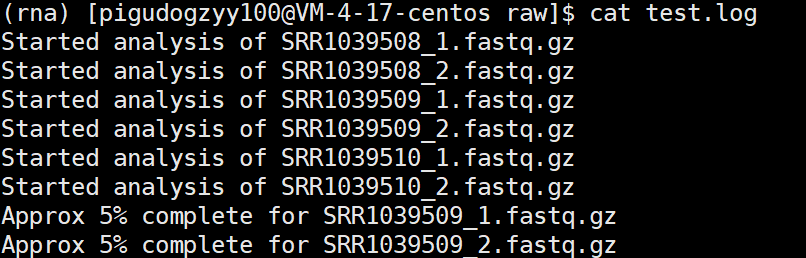 (rna) [pigudogzyy100@VM-4-17-centos raw]$ cat test.log
Started analysis of SRR1039508_1.fastq.gz
Started analysis of SRR1039508_2.fastq.gz
Started analysis of SRR1039509_1.fastq.gz
Started analysis of SRR1039509_2.fastq.gz
Started analysis of SRR1039510_1.fastq.gz
Started analysis of SRR1039510_2.fastq.gz
Approx 5% complete for SRR1039509_1.fastq.gz
Approx 5% complete for SRR1039509_2.fastq.gz